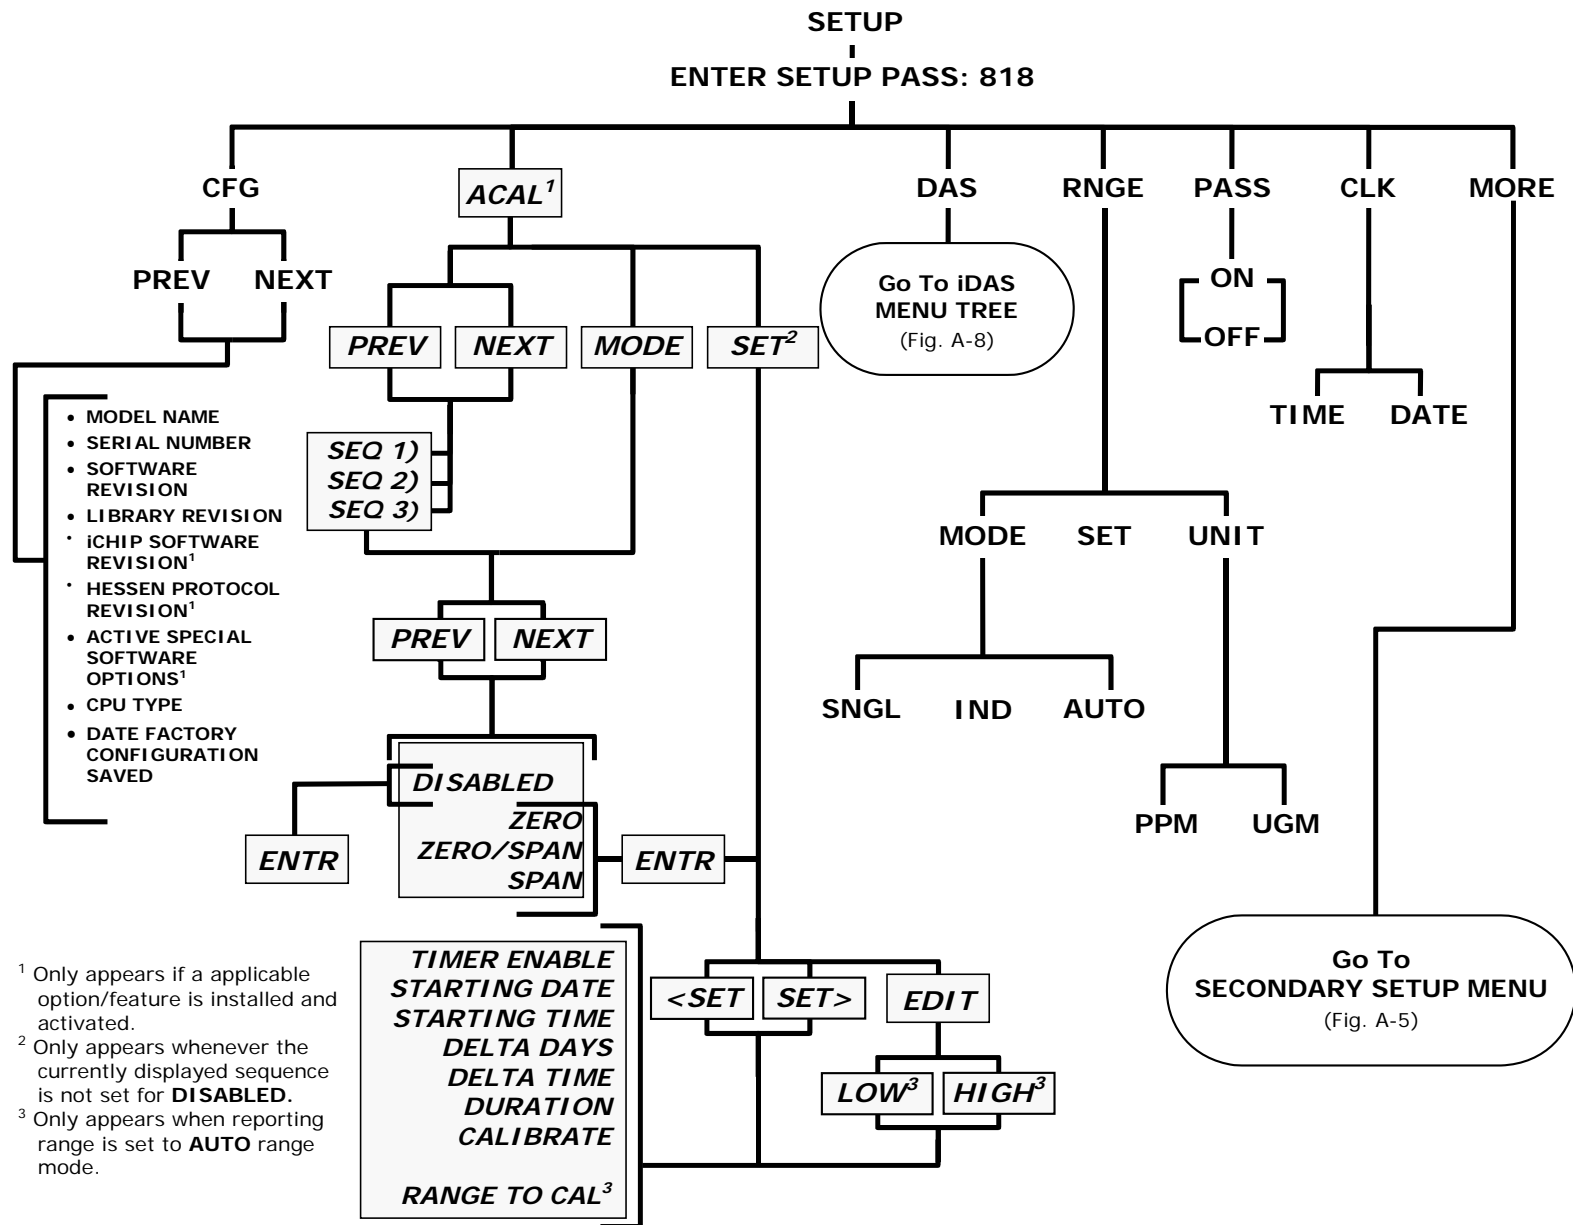 SETUP
ENTER SETUP PASS: 818
CFG
ACAL¹
DAS
RNGE
PASS
CLK
MORE
PREV
NEXT
Go To iDAS
MENU TREE
(Fig. A-8)
ON
OFF
PREV
NEXT
MODE
SET²
TIME
DATE
• MODEL NAME
• SERIAL NUMBER
• SOFTWARE
REVISION
• LIBRARY REVISION
• iCHIP SOFTWARE
REVISION¹
• HESSEN PROTOCOL
REVISION¹
• ACTIVE SPECIAL
SOFTWARE
OPTIONS¹
• CPU TYPE
• DATE FACTORY
CONFIGURATION
SAVED
SEQ 1)
SEQ 2)
SEQ 3)
MODE
SET
UNIT
PREV
NEXT
SNGL
IND
AUTO
DISABLED
ZERO
ZERO/SPAN
SPAN
ENTR
ENTR
PPM
UGM
TIMER ENABLE
STARTING DATE
STARTING TIME
DELTA DAYS
DELTA TIME
DURATION
CALIBRATE
RANGE TO CAL³
<SET
SET>
EDIT
LOW³
HIGH³
Go To
SECONDARY SETUP MENU
(Fig. A-5)
¹ Only appears if a applicable
option/feature is installed and
activated.
² Only appears whenever the
currently displayed sequence
is not set for DISABLED.
³ Only appears when reporting
range is set to AUTO range
mode.